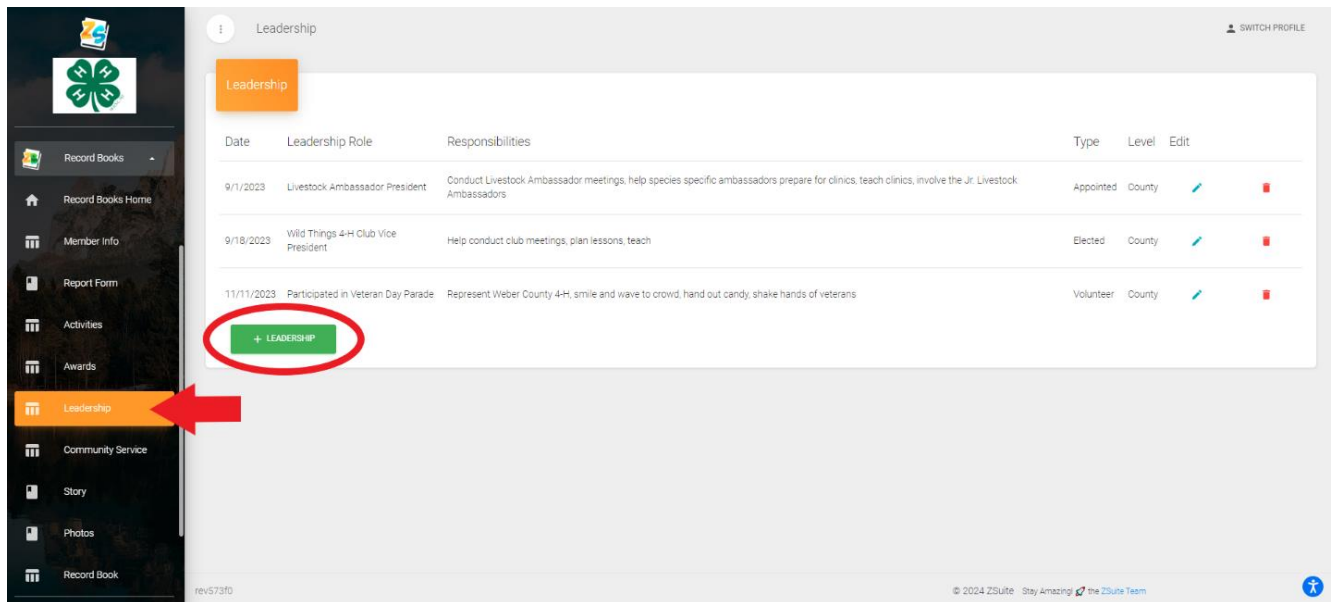 ZS
H H H H
Leadership
SWITCH PROFILE
Leadership
Record Books
Record Books Home
Member Info
Report Form
Activities
Awards
Leadership
Community Service
Story
Photos
Record Book
Date Leadership Role Responsibilities Type Level Edit
9/1/2023 Livestock Ambassador President Conduct Livestock Ambassador meetings, help species specific ambassadors prepare for clinics, teach clinics, involve the Jr. Livestock Appointed County
Ambassadors
9/18/2023 Wild Things 4-H Club Vice Help conduct club meetings, plan lessons, teach Elected County
President
11/11/2023 Participated in Veteran Day Parade Represent Weber County 4-H, smile and wave to crowd, hand out candy, shake hands of veterans Volunteer County
+ LEADERSHIP
rev573f0
© 2024 ZSuite Stay Amazing! the ZSuite Team